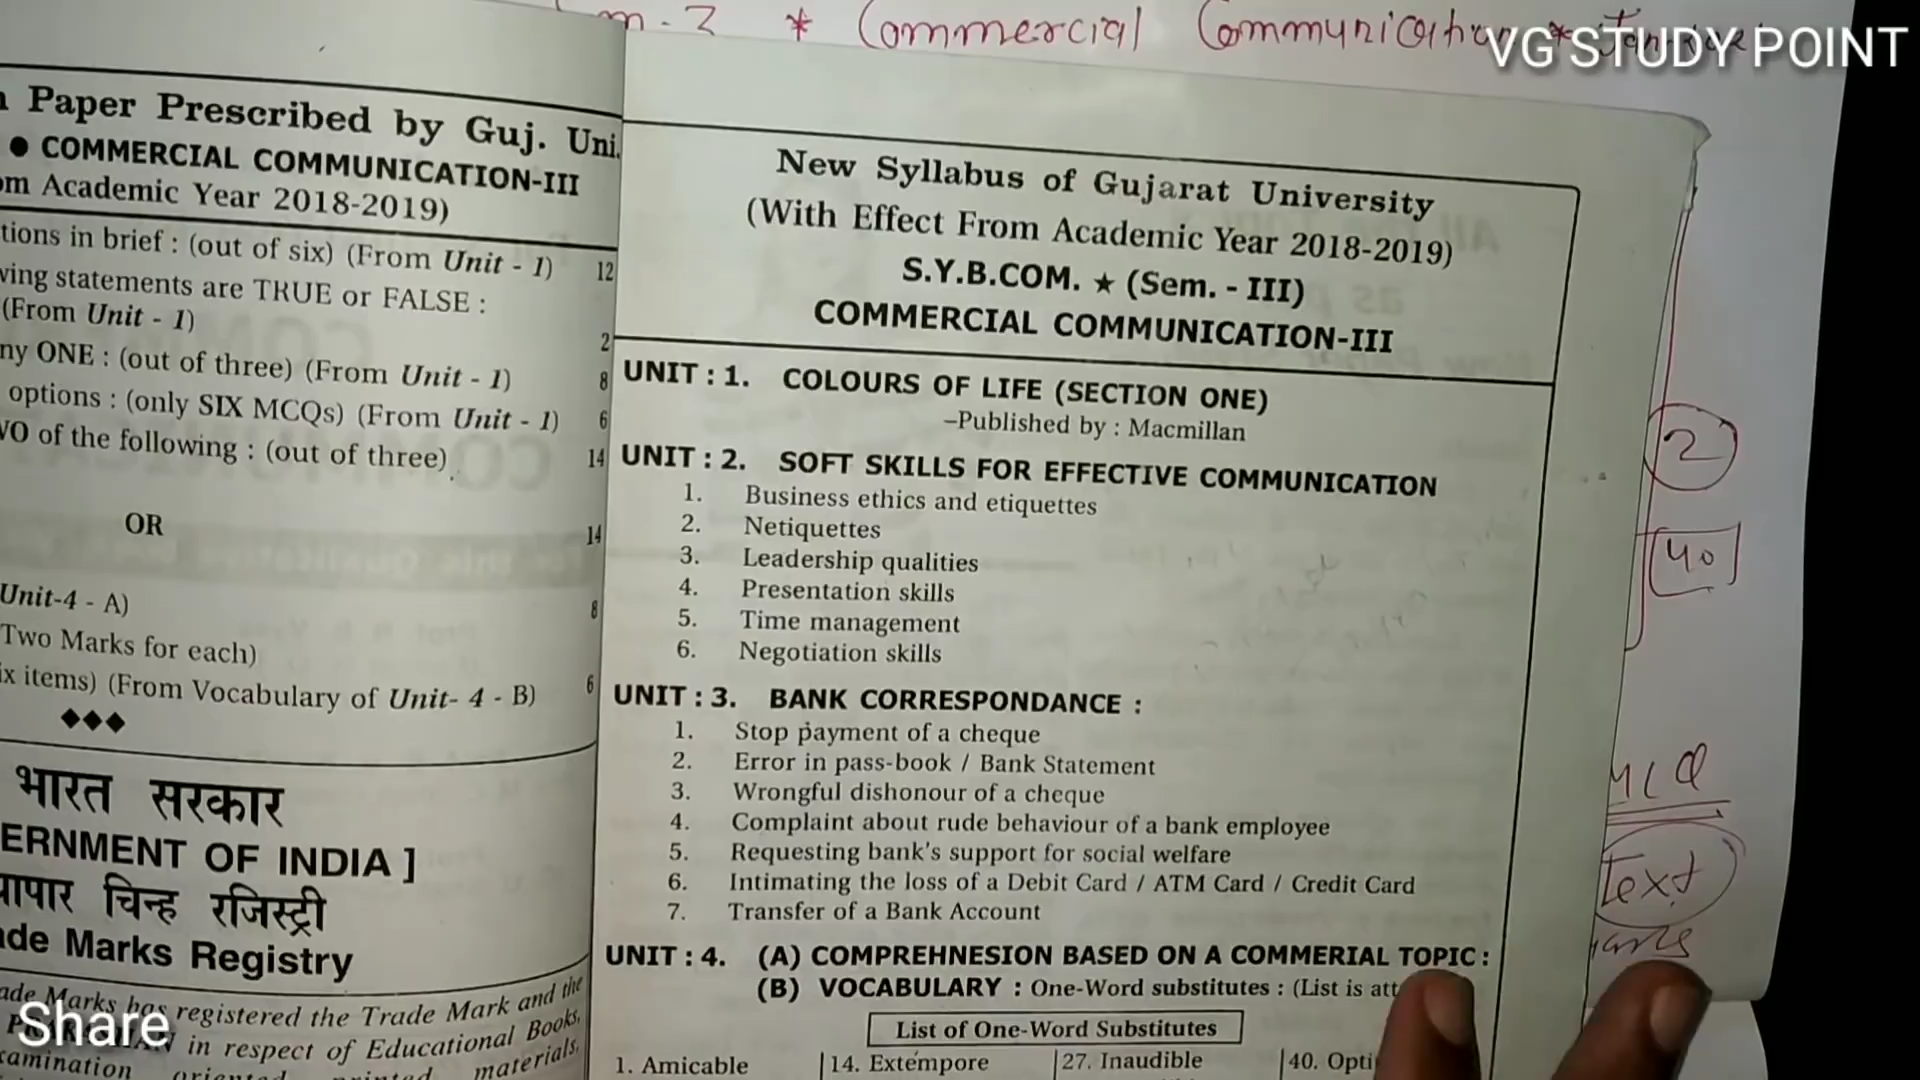 m-3 * Commercial Communication *
VG STUDY POINT
Paper Prescribed by Guj. Uni.
● COMMERCIAL COMMUNICATION-III
Academic Year 2018-2019)
in brief : (out of six) (From Unit - 1) 12
statements are TRUE or FALSE :
(From Unit - 1) 2
ONE : (out of three) (From Unit - 1) 8
options : (only SIX MCQs) (From Unit - 1) 6
of the following : (out of three) 14
OR 14
Unit-4 - A) 8
Two Marks for each)
items) (From Vocabulary of Unit- 4 - B) 6
◆◆◆
भारत सरकार
OF INDIA ]
चिन्ह रजिस्ट्री
Marks Registry
Marks has registered the Trade Mark and the
in respect of Educational Books,
printed materials,
Share
New Syllabus of Gujarat University
(With Effect From Academic Year 2018-2019)
S.Y.B.COM. ★ (Sem. - III)
COMMERCIAL COMMUNICATION-III
UNIT : 1. COLOURS OF LIFE (SECTION ONE)
–Published by : Macmillan
UNIT : 2. SOFT SKILLS FOR EFFECTIVE COMMUNICATION
1. Business ethics and etiquettes
2. Netiquettes
3. Leadership qualities
4. Presentation skills
5. Time management
6. Negotiation skills
UNIT : 3. BANK CORRESPONDANCE :
1. Stop payment of a cheque
2. Error in pass-book / Bank Statement
3. Wrongful dishonour of a cheque
4. Complaint about rude behaviour of a bank employee
5. Requesting bank's support for social welfare
6. Intimating the loss of a Debit Card / ATM Card / Credit Card
7. Transfer of a Bank Account
UNIT : 4. (A) COMPREHNESION BASED ON A COMMERIAL TOPIC :
(B) VOCABULARY : One-Word substitutes : (List is att
List of One-Word Substitutes
1. Amicable 14. Extempore 27. Inaudible 40. Opti
2
40
MCQ
Text